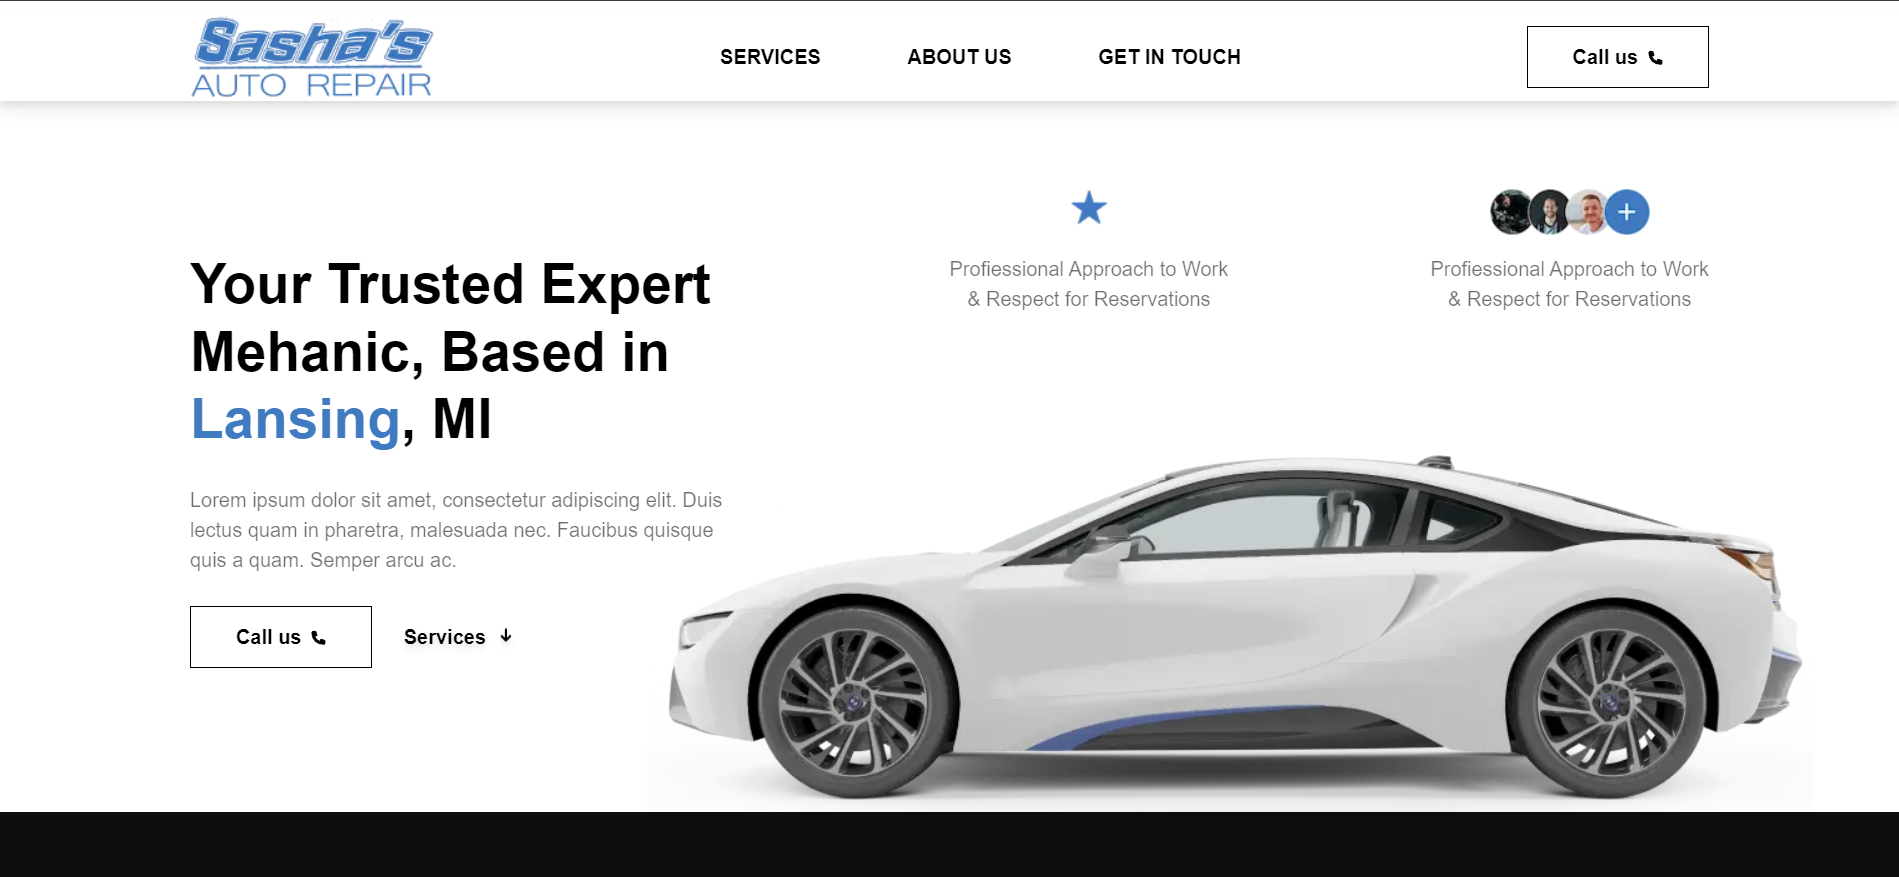 Sasha's
AUTO REPAIR
SERVICES
ABOUT US
GET IN TOUCH
Call us
Your Trusted Expert
Mehanic, Based in
Lansing, MI
Lorem ipsum dolor sit amet, consectetur adipiscing elit. Duis
lectus quam in pharetra, malesuada nec. Faucibus quisque
quis a quam. Semper arcu ac.
Call us
Services
Profiessional Approach to Work
& Respect for Reservations
Profiessional Approach to Work
& Respect for Reservations